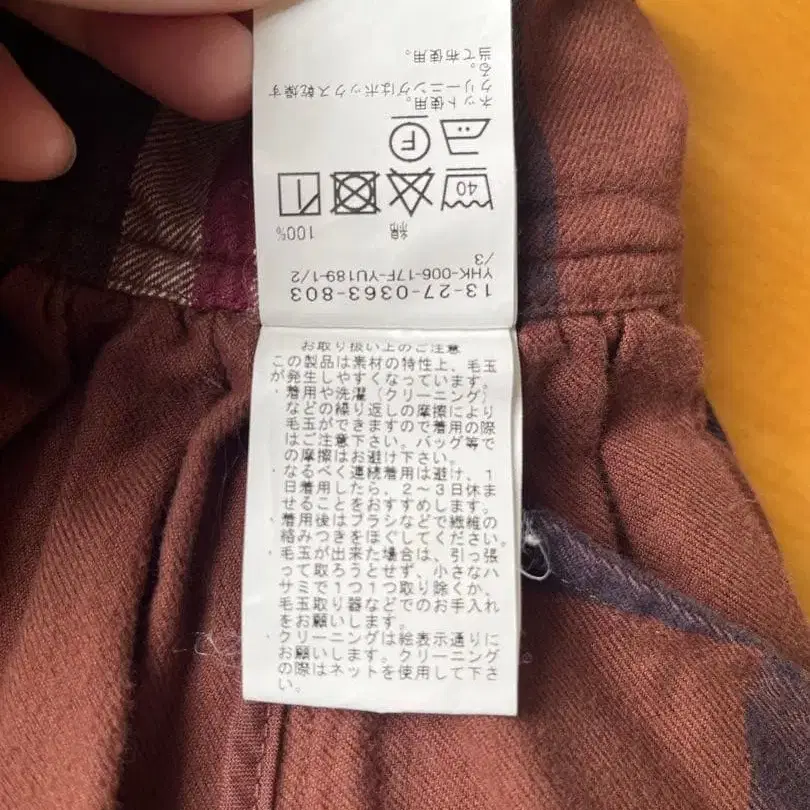 13-27-0363-803
YHK-006-17F-YU189-1/2
/3
綿 100%
40
F
ネット使用。
クリーニングはボックス乾燥す
る。
当て布使用。
お取り扱い上のご注意
この製品は素材の特性上、毛玉
が発生しやすくなっています。
・着用や洗濯（クリーニング）
などの繰り返しの摩擦により
毛玉ができますので着用の際
はご注意下さい。バッグ等で
の摩擦はお避け下さい。
・なるべく連続着用は避け、1
日着用したら、2～3日休ま
せることをおすすめします。
・着用後はブラシなどで繊維の
絡みつきをほぐしてください。
・毛玉が出来た場合は、引っ張
って取ろうとせず、小さなハ
サミで1つ1つ取り除くか、
毛玉取り器などでのお手入れ
をお願いします。
・クリーニングは絵表示通りに
お願いします。クリーニング
の際はネットを使用して下さ
い。